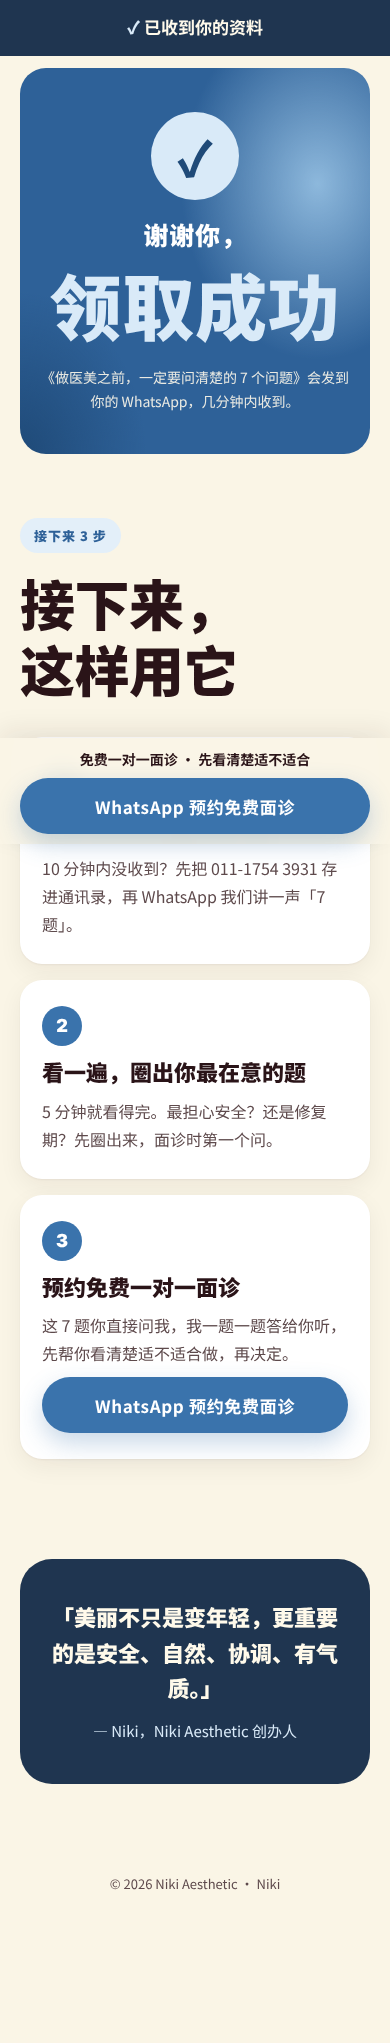 ✓ 已收到你的资料
✓
谢谢你，
领取成功
《做医美之前，一定要问清楚的 7 个问题》会发到
你的 WhatsApp，几分钟内收到。
接下来 3 步
接下来，
这样用它
免费一对一面诊 · 先看清楚适不适合
WhatsApp 预约免费面诊
10 分钟内没收到？先把 011-1754 3931 存
进通讯录，再 WhatsApp 我们讲一声「7
题」。
2
看一遍，圈出你最在意的题
5 分钟就看得完。最担心安全？还是修复
期？先圈出来，面诊时第一个问。
3
预约免费一对一面诊
这 7 题你直接问我，我一题一题答给你听，
先帮你看清楚适不适合做，再决定。
WhatsApp 预约免费面诊
「美丽不只是变年轻，更重要
的是安全、自然、协调、有气
质。」
— Niki，Niki Aesthetic 创办人
© 2026 Niki Aesthetic · Niki